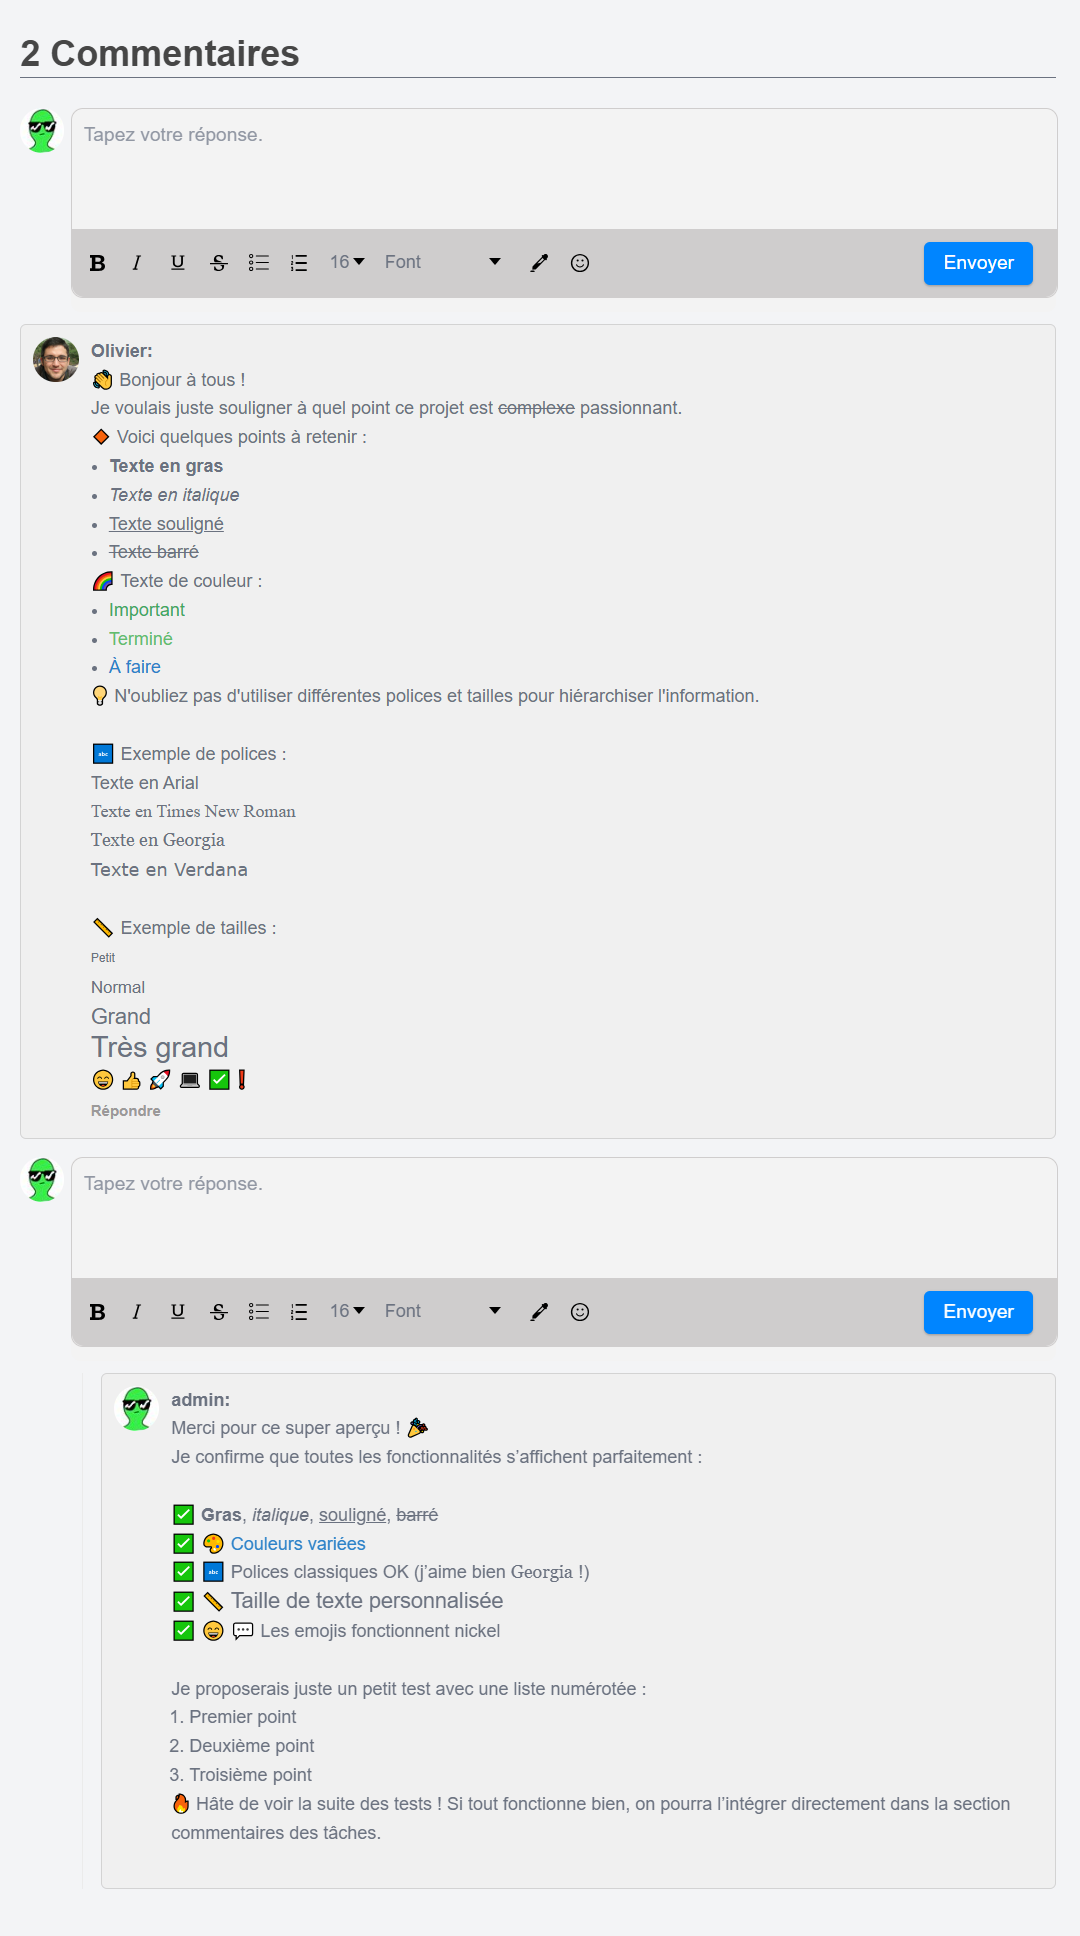 2 Commentaires
Tapez votre réponse.
B I U S 16 Font Envoyer
Olivier:
👏 Bonjour à tous !
Je voulais juste souligner à quel point ce projet est complexe passionnant.
🔶 Voici quelques points à retenir :
• Texte en gras
• Texte en italique
• Texte souligné
• Texte barré
🌈 Texte de couleur :
• Important
• Terminé
• À faire
💡 N'oubliez pas d'utiliser différentes polices et tailles pour hiérarchiser l'information.
abc Exemple de polices :
Texte en Arial
Texte en Times New Roman
Texte en Georgia
Texte en Verdana
📏 Exemple de tailles :
Petit
Normal
Grand
Très grand
😄 👍 🚀 💻 ✅ ❗
Répondre
Tapez votre réponse.
B I U S 16 Font Envoyer
admin:
Merci pour ce super aperçu ! 🎉
Je confirme que toutes les fonctionnalités s’affichent parfaitement :
✅ Gras, italique, souligné, barré
✅ 🎨 Couleurs variées
✅ abc Polices classiques OK (j’aime bien Georgia !)
✅ 📏 Taille de texte personnalisée
✅ 😄 💬 Les emojis fonctionnent nickel
Je proposerais juste un petit test avec une liste numérotée :
1. Premier point
2. Deuxième point
3. Troisième point
🔥 Hâte de voir la suite des tests ! Si tout fonctionne bien, on pourra l’intégrer directement dans la section
commentaires des tâches.